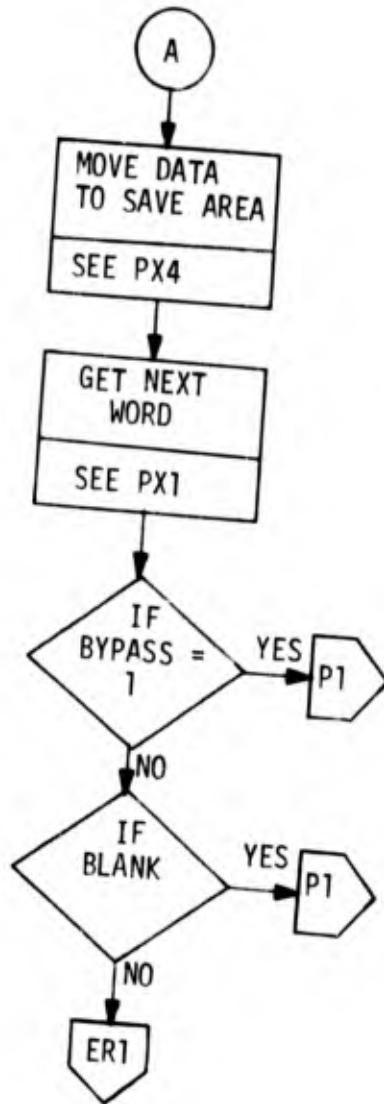 A
MOVE DATA
TO SAVE AREA
SEE PX4
GET NEXT
WORD
SEE PX1
IF
BYPASS =
1
YES
P1
NO
IF
BLANK
YES
P1
NO
ER1